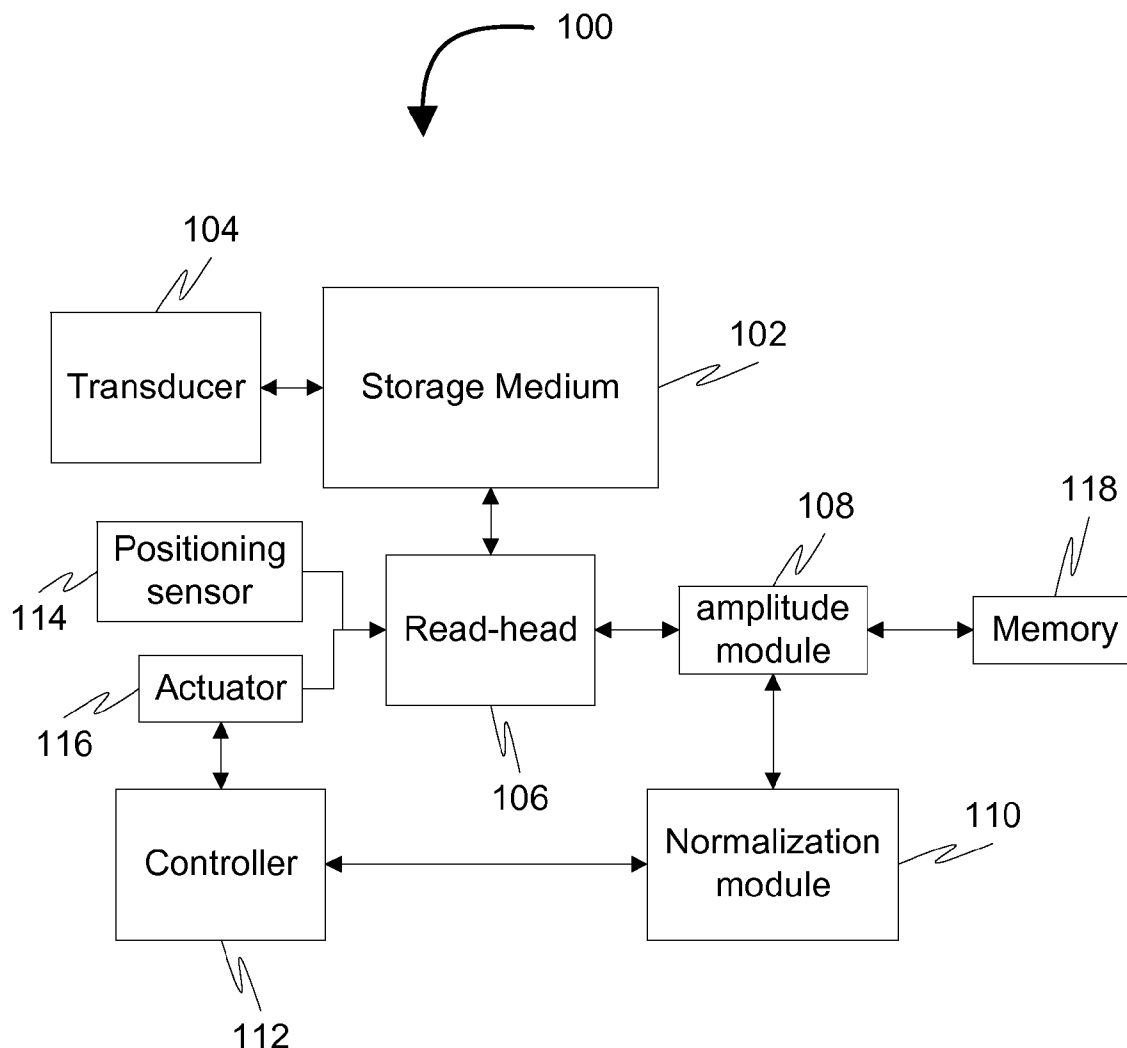 100
104
Transducer
Storage Medium
102
Positioning
sensor
114
Read-head
108
amplitude
module
118
Memory
Actuator
116
106
Controller
Normalization
module
110
112